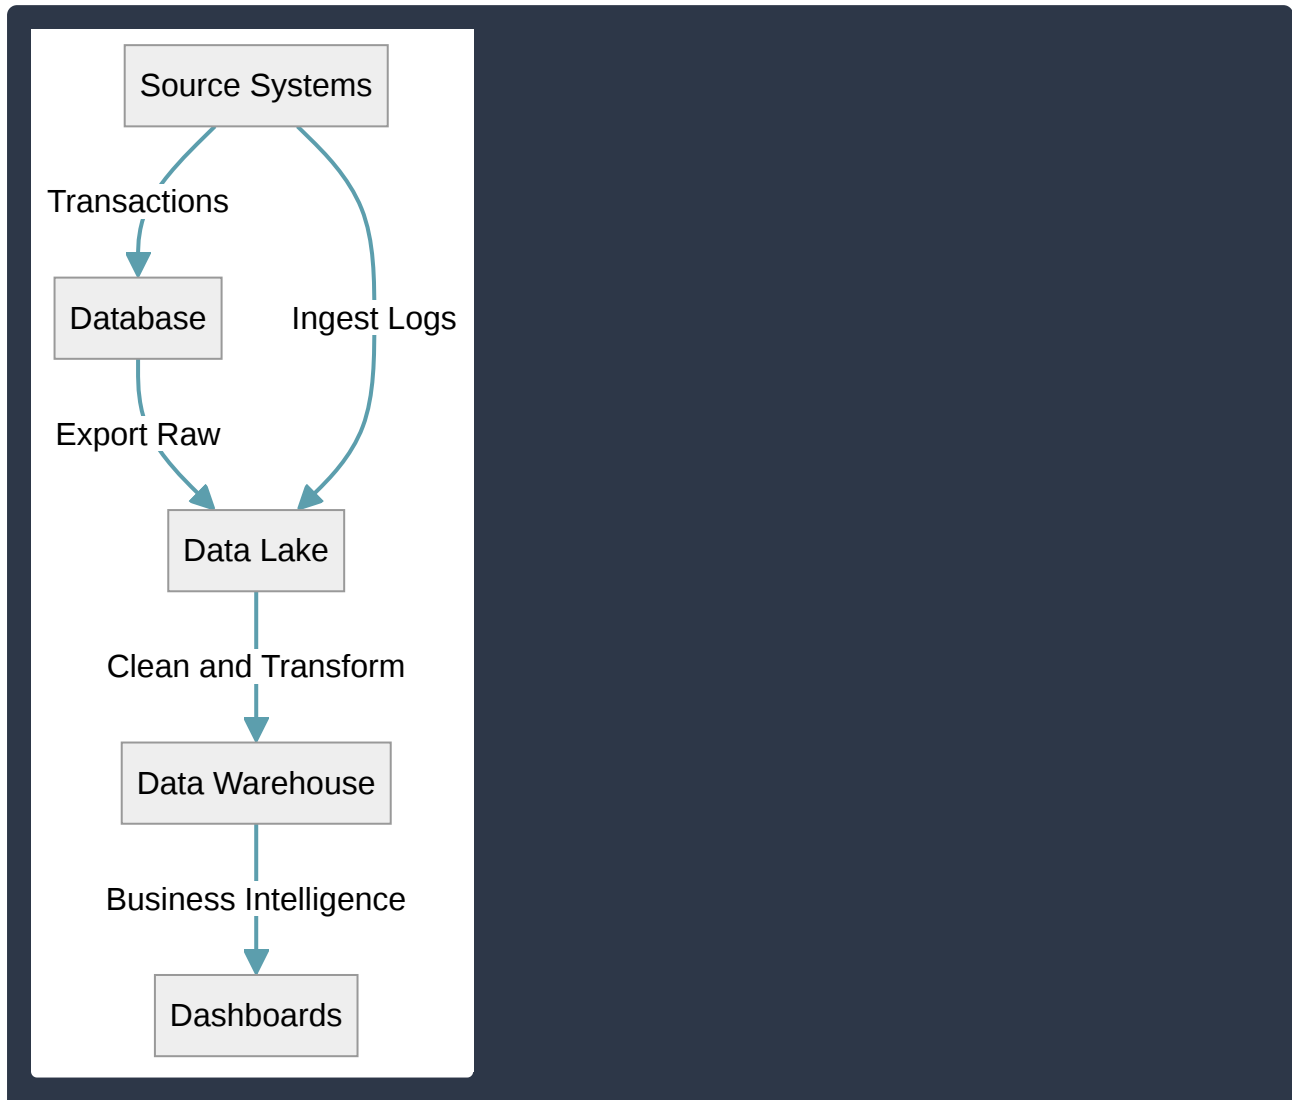 Source Systems
Transactions
Database
Ingest Logs
Export Raw
Data Lake
Clean and Transform
Data Warehouse
Business Intelligence
Dashboards